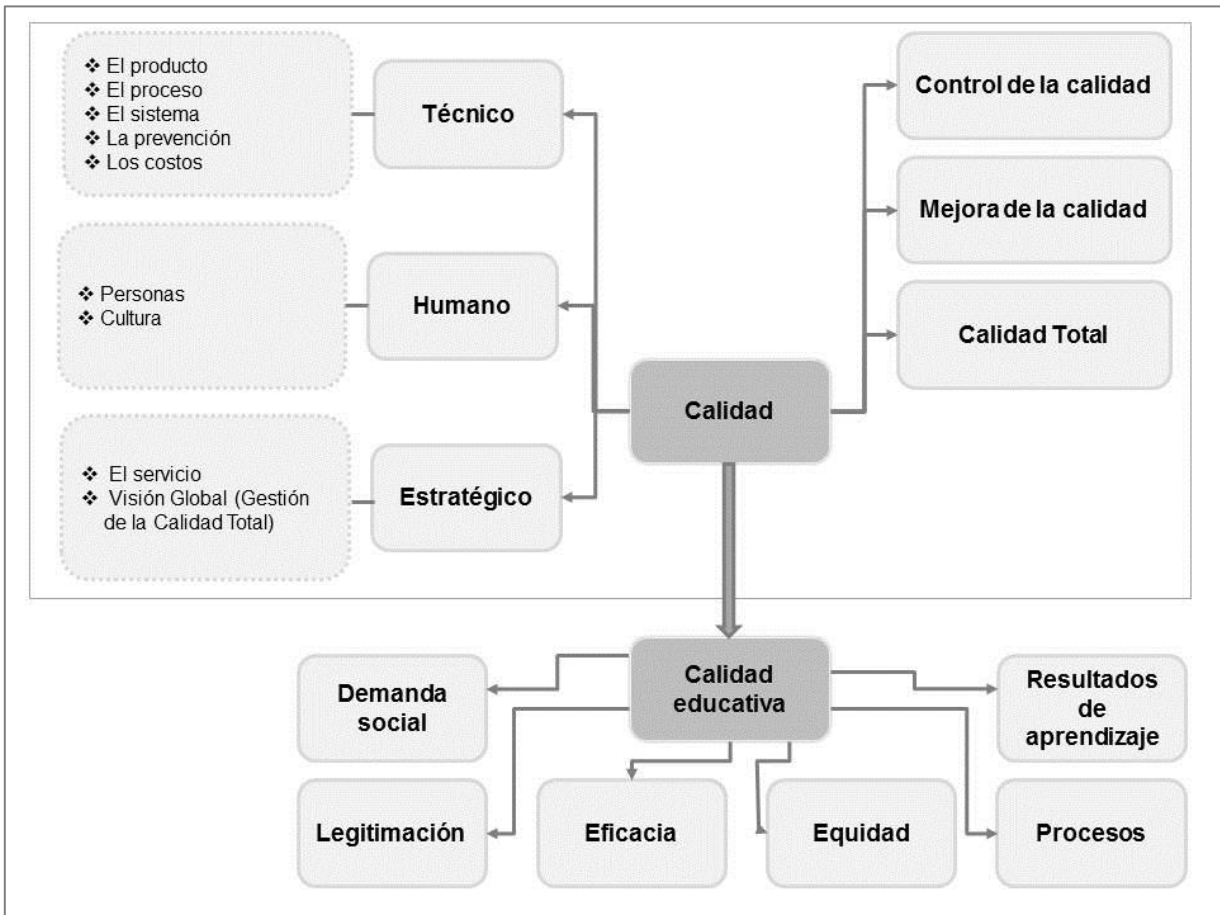 ❖ El producto
❖ El proceso
❖ El sistema
❖ La prevención
❖ Los costos
Técnico
❖ Personas
❖ Cultura
Humano
❖ El servicio
❖ Visión Global (Gestión
de la Calidad Total)
Estratégico
Calidad
Control de la calidad
Mejora de la calidad
Calidad Total
Calidad
educativa
Demanda
social
Legitimación
Eficacia
Equidad
Resultados
de
aprendizaje
Procesos